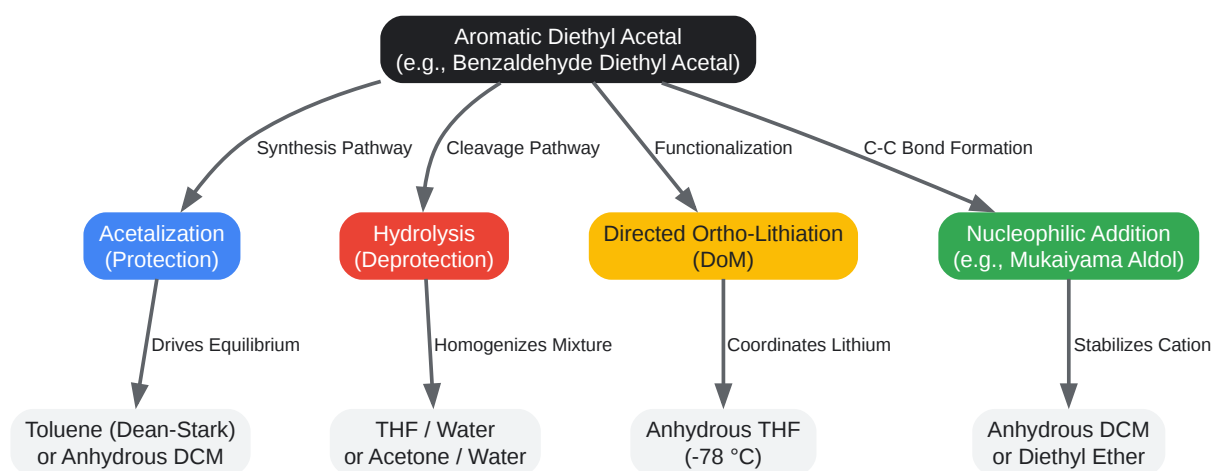 Aromatic Diethyl Acetal
(e.g., Benzaldehyde Diethyl Acetal)
Synthesis Pathway
Cleavage Pathway
Functionalization
C-C Bond Formation
Acetalization
(Protection)
Hydrolysis
(Deprotection)
Directed Ortho-Lithiation
(DoM)
Nucleophilic Addition
(e.g., Mukaiyama Aldol)
Drives Equilibrium
Homogenizes Mixture
Coordinates Lithium
Stabilizes Cation
Toluene (Dean-Stark)
or Anhydrous DCM
THF / Water
or Acetone / Water
Anhydrous THF
(-78 °C)
Anhydrous DCM
or Diethyl Ether